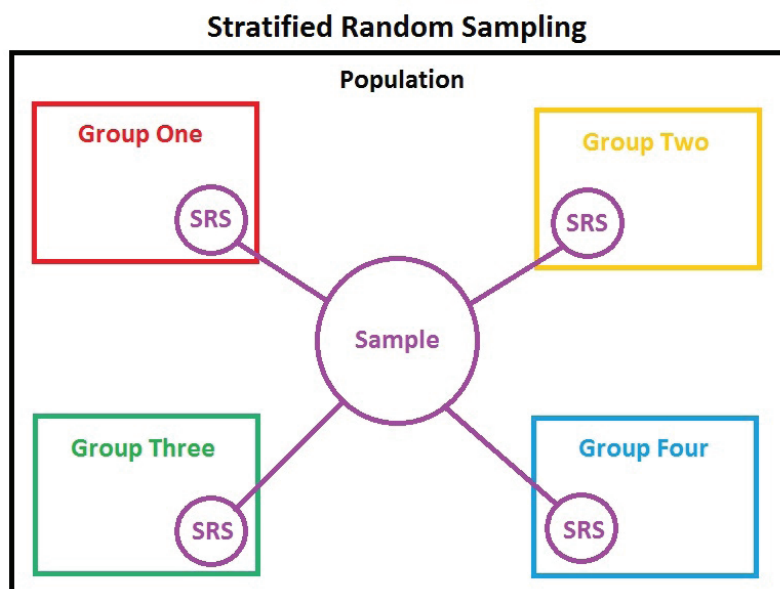 Stratified Random Sampling
Population
Group One
SRS
Group Two
SRS
Sample
Group Three
SRS
Group Four
SRS